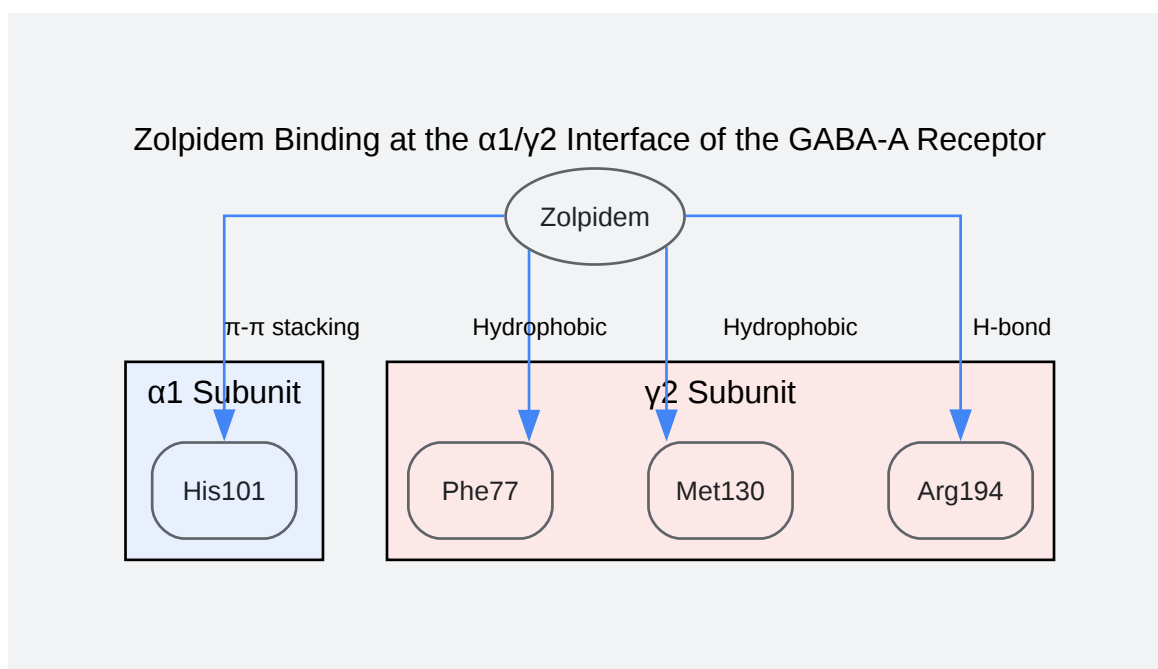 Zolpidem Binding at the α1/γ2 Interface of the GABA-A Receptor
Zolpidem
π-π stacking
Hydrophobic
Hydrophobic
H-bond
α1 Subunit
γ2 Subunit
His101
Phe77
Met130
Arg194